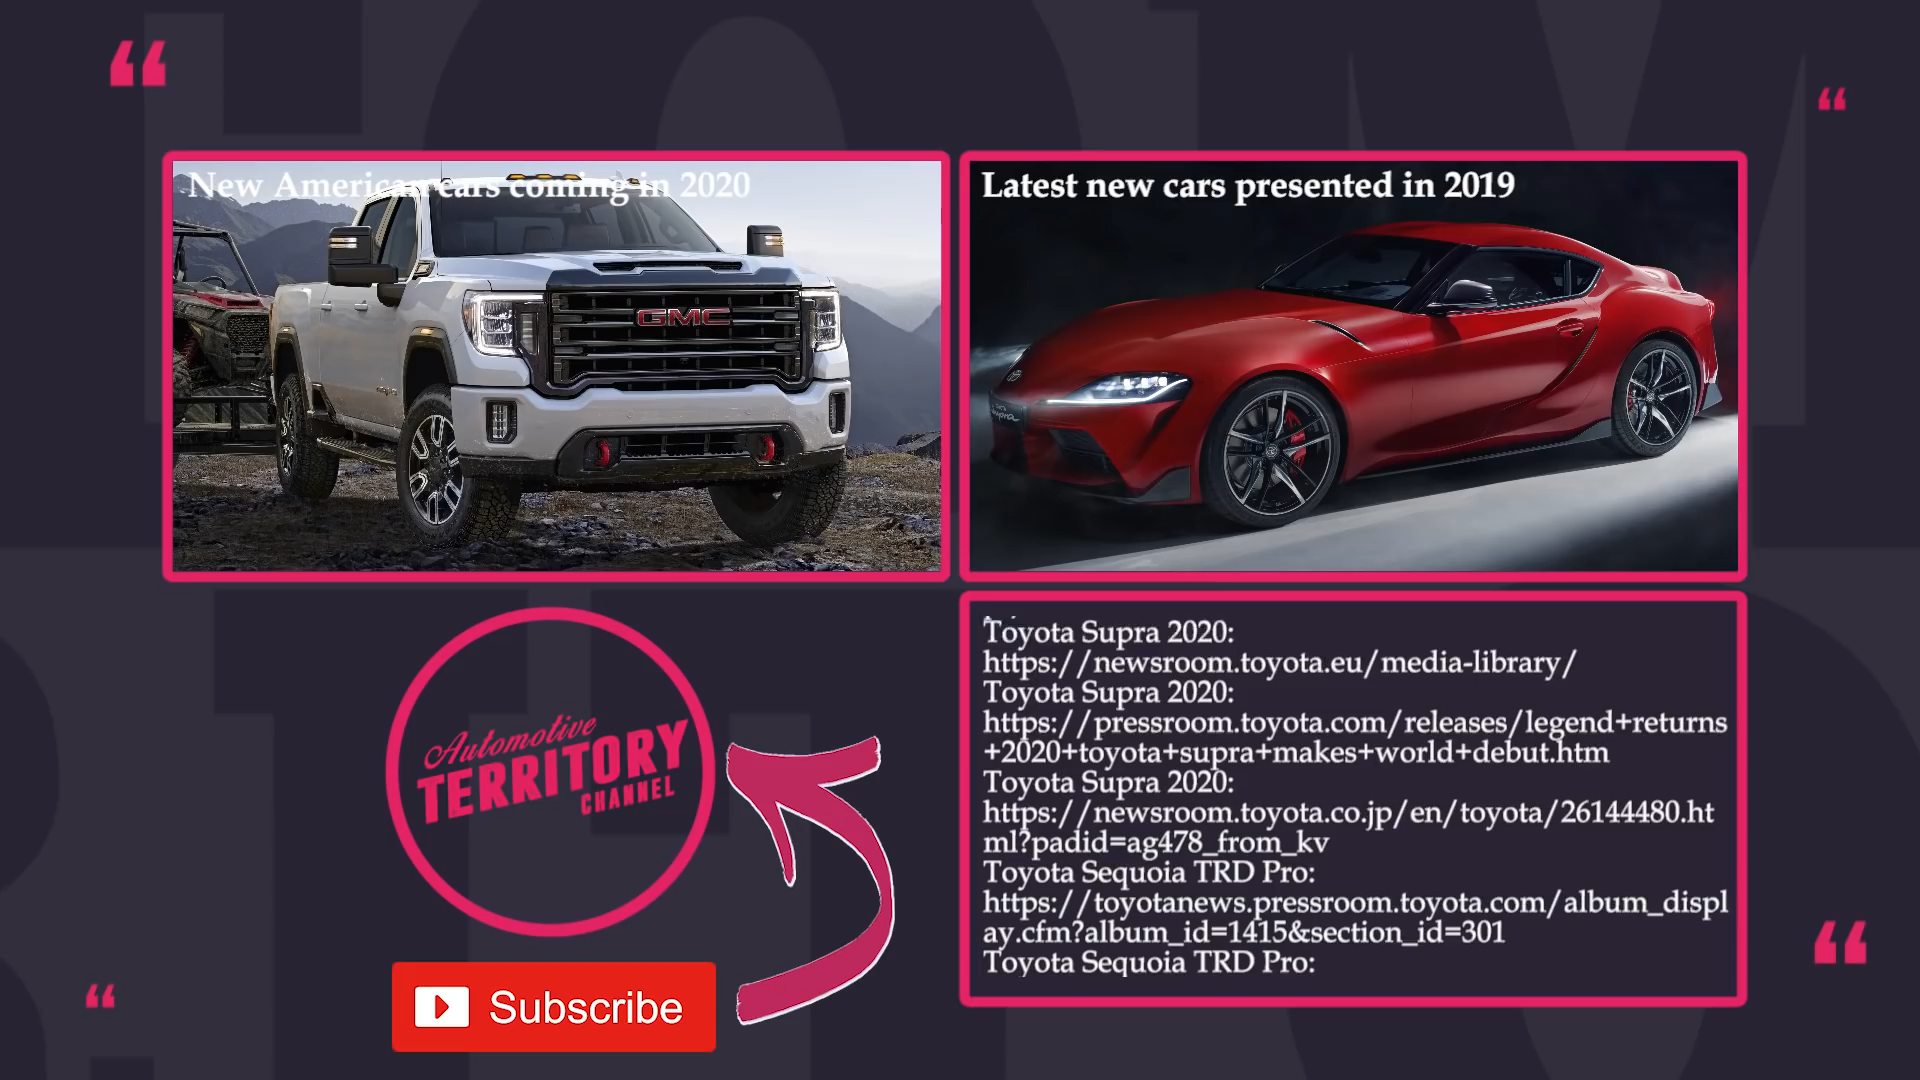 New American cars coming in 2020
GMC
Latest new cars presented in 2019
supra
Automotive
TERRITORY
CHANNEL
Subscribe
Toyota Supra 2020:
https://newsroom.toyota.eu/media-library/
Toyota Supra 2020:
https://pressroom.toyota.com/releases/legend+returns
+2020+toyota+supra+makes+world+debut.htm
Toyota Supra 2020:
https://newsroom.toyota.co.jp/en/toyota/26144480.ht
ml?padid=ag478_from_kv
Toyota Sequoia TRD Pro:
https://toyotanews.pressroom.toyota.com/album_displ
ay.cfm?album_id=1415&section_id=301
Toyota Sequoia TRD Pro: